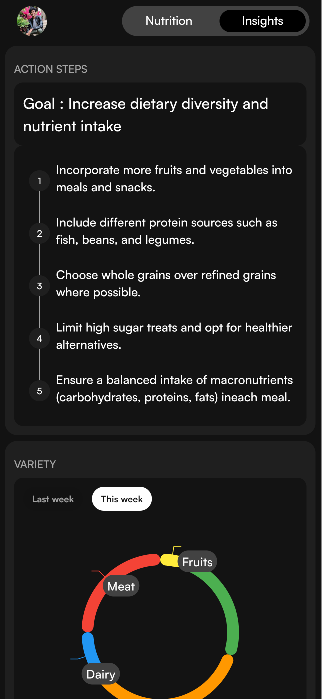 Nutrition
Insights
ACTION STEPS
Goal : Increase dietary diversity and
nutrient intake
1
Incorporate more fruits and vegetables into
meals and snacks.
2
Include different protein sources such as
fish, beans, and legumes.
3
Choose whole grains over refined grains
where possible.
4
Limit high sugar treats and opt for healthier
alternatives.
5
Ensure a balanced intake of macronutrients
(carbohydrates, proteins, fats) ineach meal.
VARIETY
Last week
This week
Fruits
Meat
Dairy